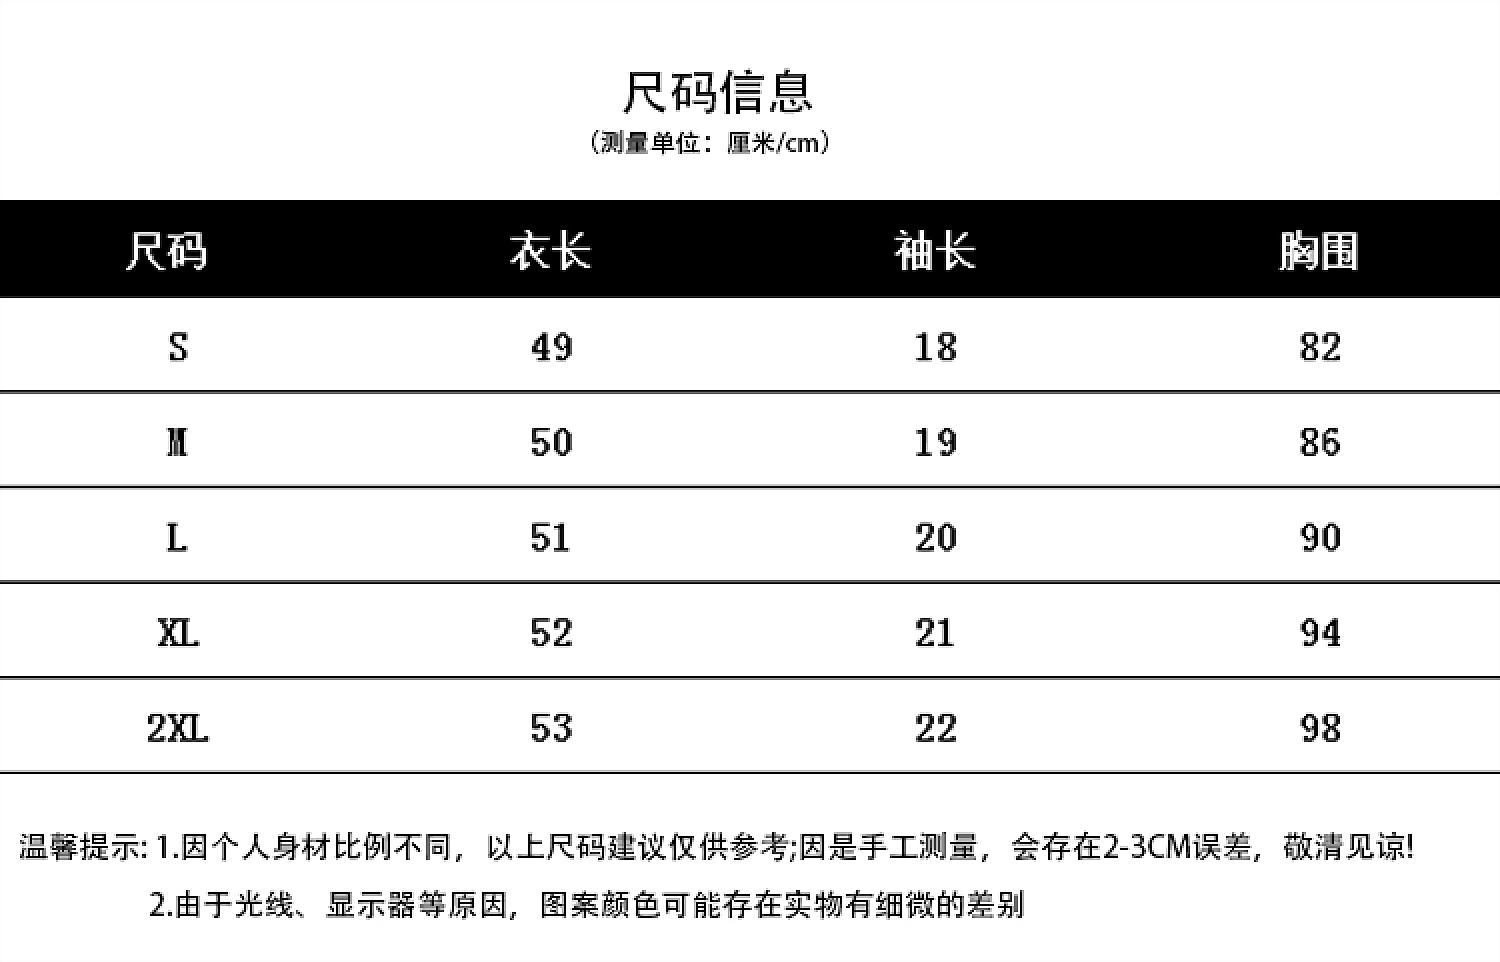 尺码信息
（测量单位：厘米/cm）
尺码 衣长 袖长 胸围
S 49 18 82
M 50 19 86
L 51 20 90
XL 52 21 94
2XL 53 22 98
温馨提示: 1.因个人身材比例不同，以上尺码建议仅供参考;因是手工测量，会存在2-3CM误差，敬清见谅!
2.由于光线、显示器等原因，图案颜色可能存在实物有细微的差别